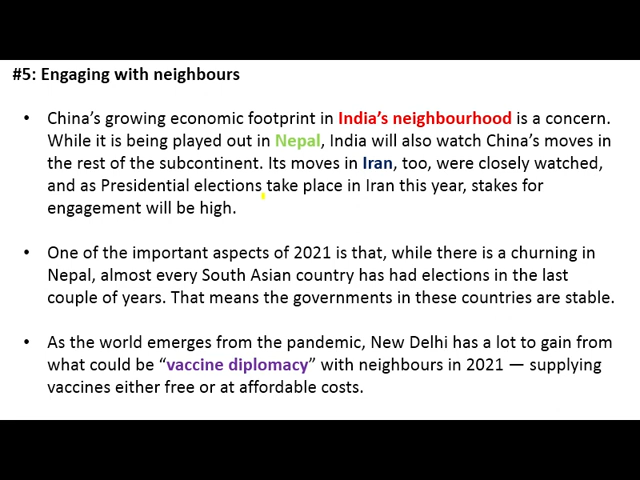 #5: Engaging with neighbours
• China’s growing economic footprint in India’s neighbourhood is a concern.
While it is being played out in Nepal, India will also watch China’s moves in
the rest of the subcontinent. Its moves in Iran, too, were closely watched,
and as Presidential elections take place in Iran this year, stakes for
engagement will be high.
• One of the important aspects of 2021 is that, while there is a churning in
Nepal, almost every South Asian country has had elections in the last
couple of years. That means the governments in these countries are stable.
• As the world emerges from the pandemic, New Delhi has a lot to gain from
what could be “vaccine diplomacy” with neighbours in 2021 — supplying
vaccines either free or at affordable costs.